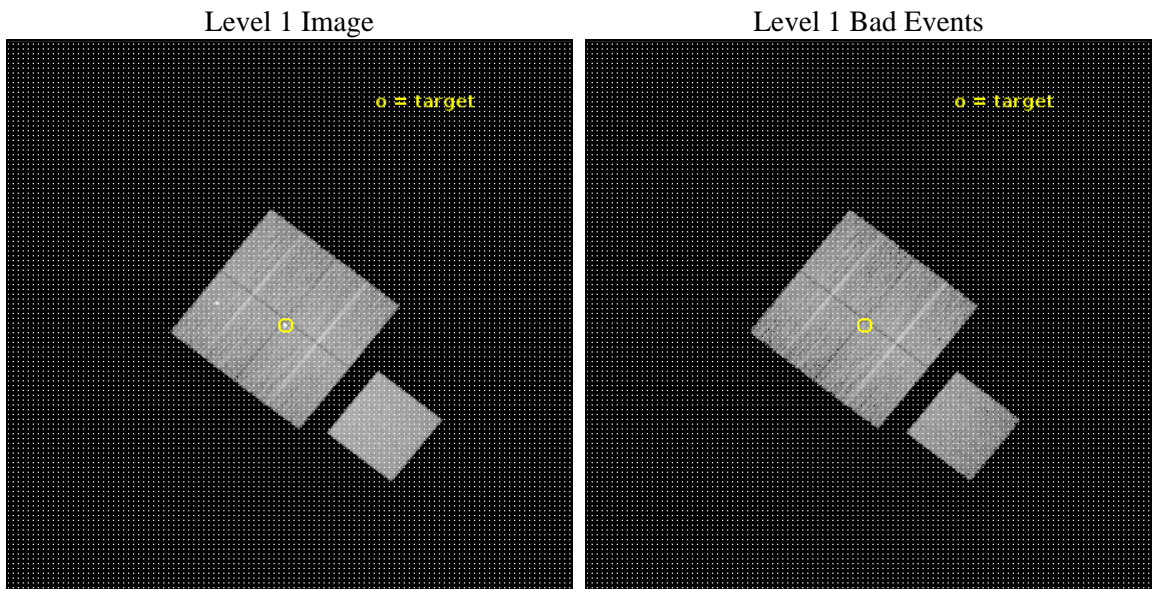 Level 1 Image
Level 1 Bad Events
o = target
o = target